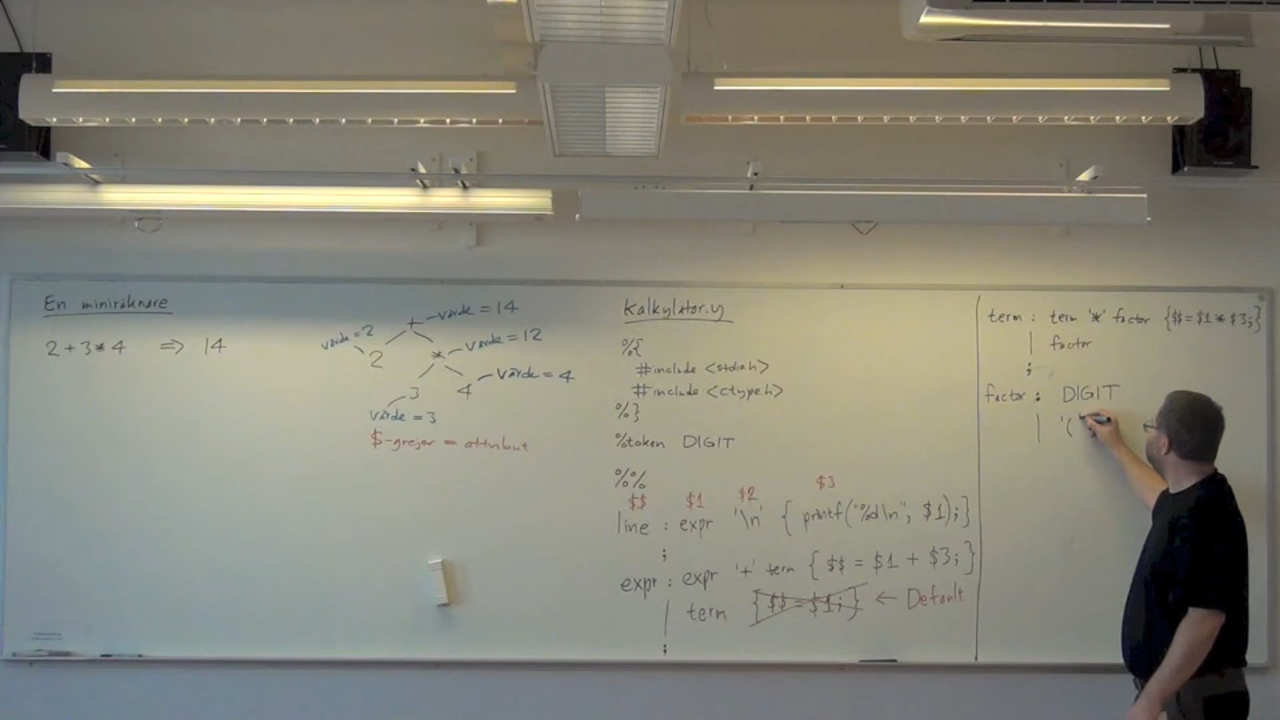 En miniräknare
2 + 3 * 4 => 14
+ värde = 14
värde = 2
2
* värde = 12
3
4 värde = 4
värde = 3
$-grejor = attribut
Kalkylator.y
%{
#include <stdio.h>
#include <ctype.h>
%}
%token DIGIT
%%
$$ $1 $2 $3
line : expr '\n' { printf("%d\n", $1); }
;
expr : expr '+' term { $$ = $1 + $3; }
| term { $$ = $1; } ← Default
;
term : term '*' factor {$$ = $1 * $3;}
| factor
;
factor : DIGIT
| '(